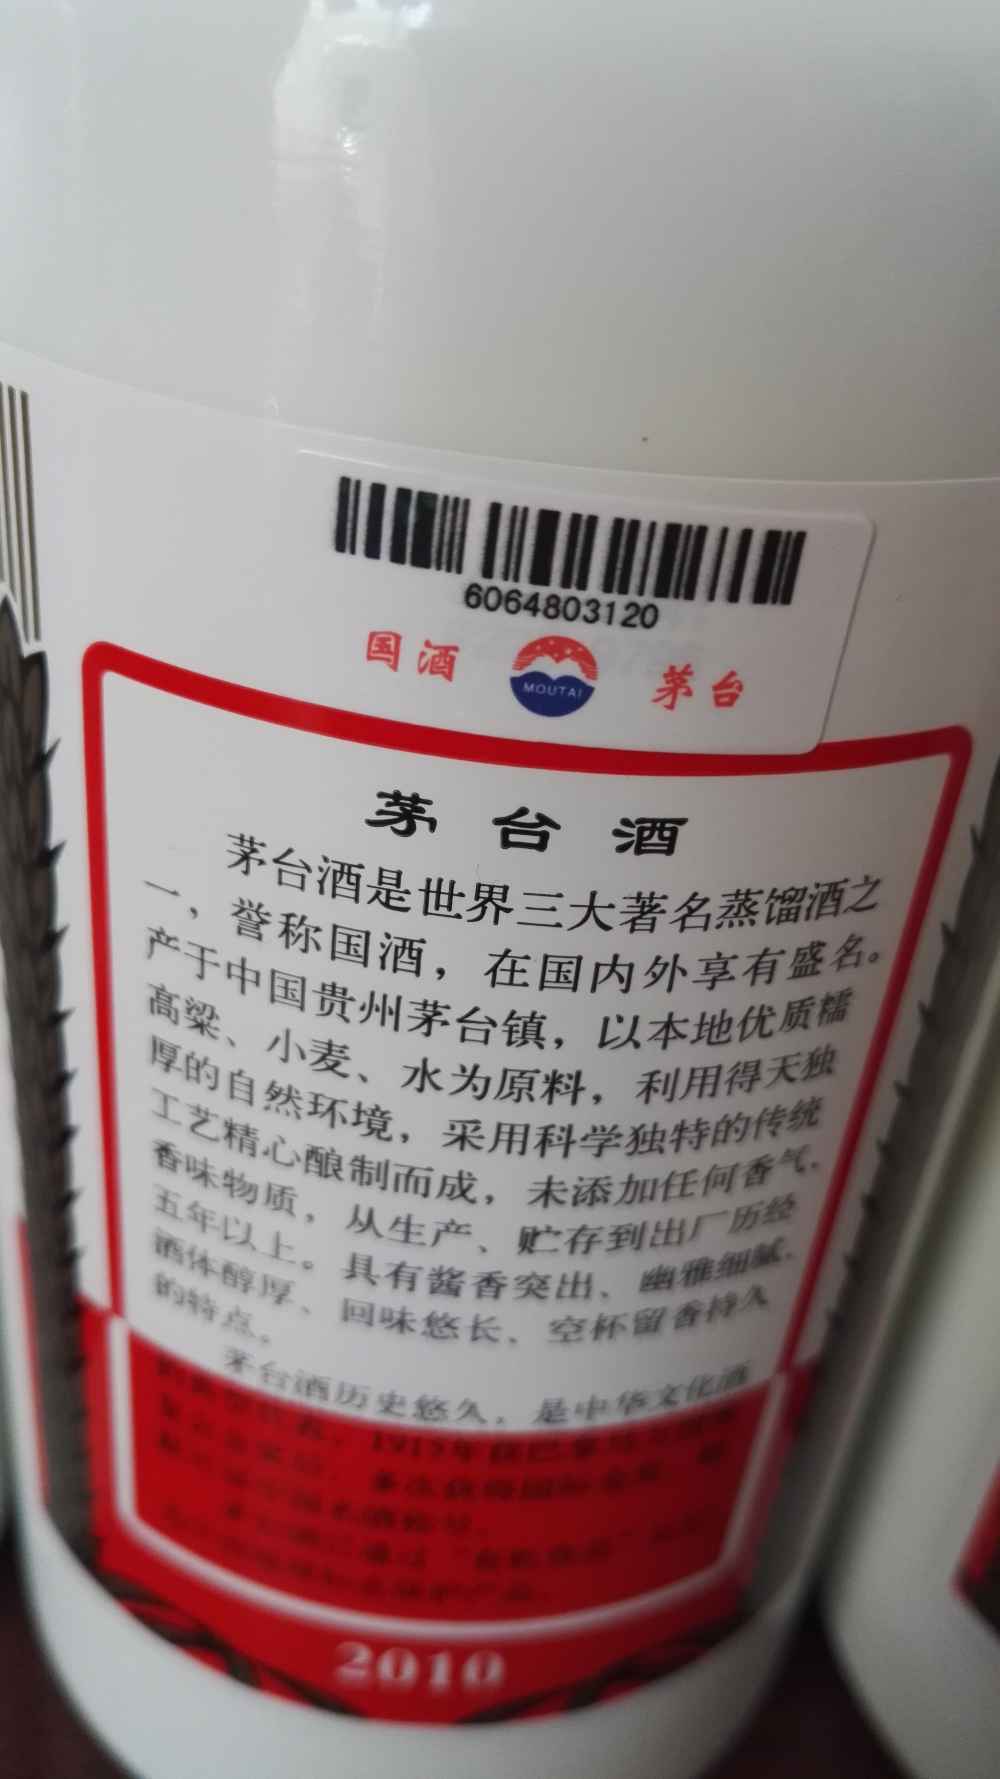 6064803120
国酒 MOUTAI 茅台
茅台酒
茅台酒是世界三大著名蒸馏酒之
一，誉称国酒，在国内外享有盛名。
产于中国贵州茅台镇，以本地优质糯
高粱、小麦、水为原料，利用得天独
厚的自然环境，采用科学独特的传统
工艺精心酿制而成，未添加任何香气、
香味物质，从生产、贮存到出厂历经
五年以上。具有酱香突出、幽雅细腻、
酒体醇厚、回味悠长、空杯留香持久
的特点。
茅台酒历史悠久，是中华文化酒
1915年
2010